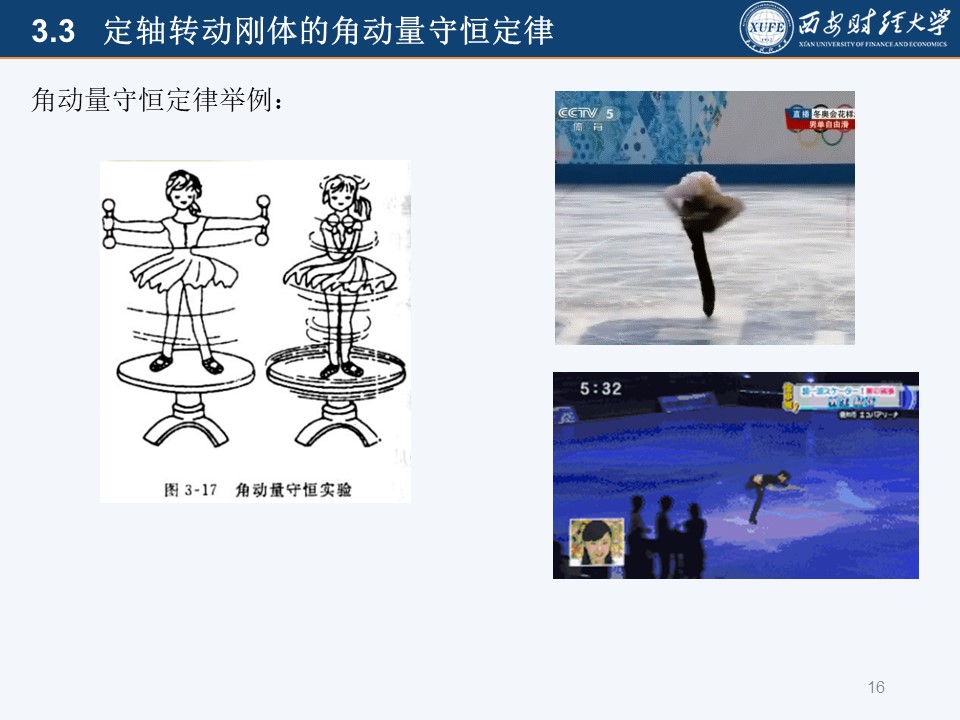 3.3 定轴转动刚体的角动量守恒定律
XUFE
西安财经大学
XI'AN UNIVERSITY OF FINANCE AND ECONOMICS
角动量守恒定律举例：
CCTV 5
体育
直播 冬奥会花样
男单自由滑
图 3-17 角动量守恒实验
5:32
16